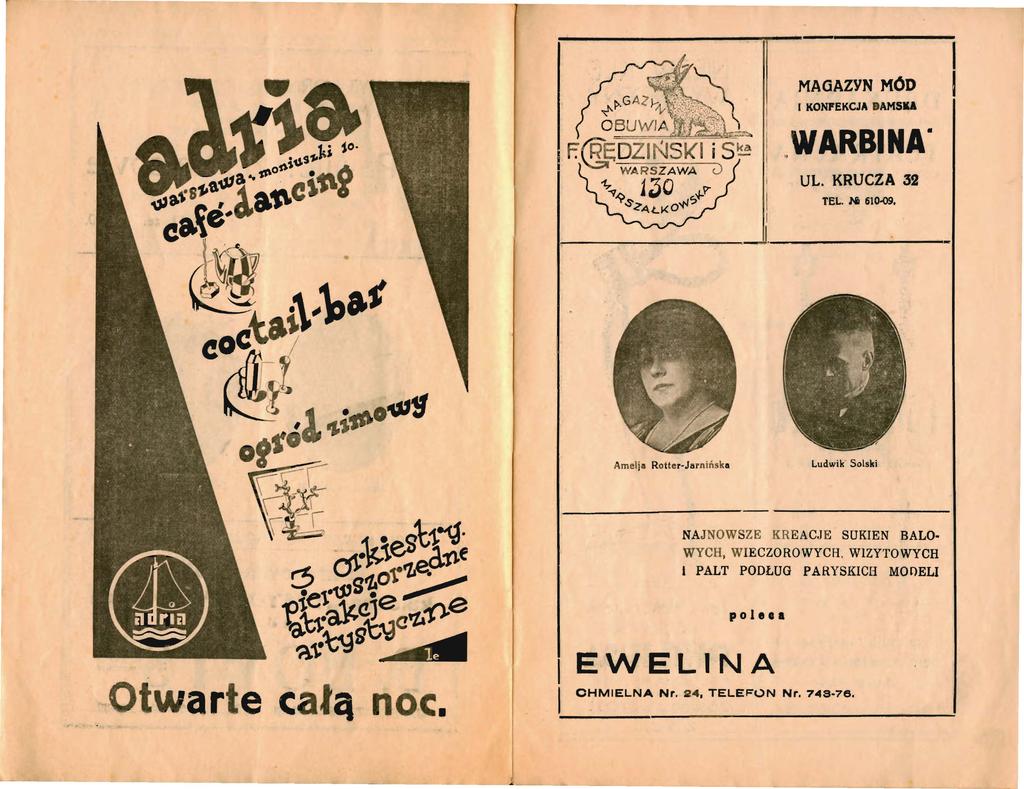 adria
warszawa, moniuszki 10.
café-dancing
coctail-bar
ogród zimowy
3 orkiestry.
pierwszorzędne
atrakcje
artystyczne
adria
1e
Otwarte całą noc.
MAGAZYN
OBUWIA
F. GRĘDZIŃSKI i Ska
WARSZAWA
130
MARSZAŁKOWSKA
MAGAZYN MÓD
I KONFEKCJA DAMSKA
„WARBINA"
UL. KRUCZA 32
TEL. № 610-09.
Amelja Rotter-Jarnińska
Ludwik Solski
NAJNOWSZE KREACJE SUKIEN BALO-
WYCH, WIECZOROWYCH, WIZYTOWYCH
I PALT PODŁUG PARYSKICH MODELI
poleca
EWELINA
CHMIELNA Nr. 24, TELEFON Nr. 743-76.